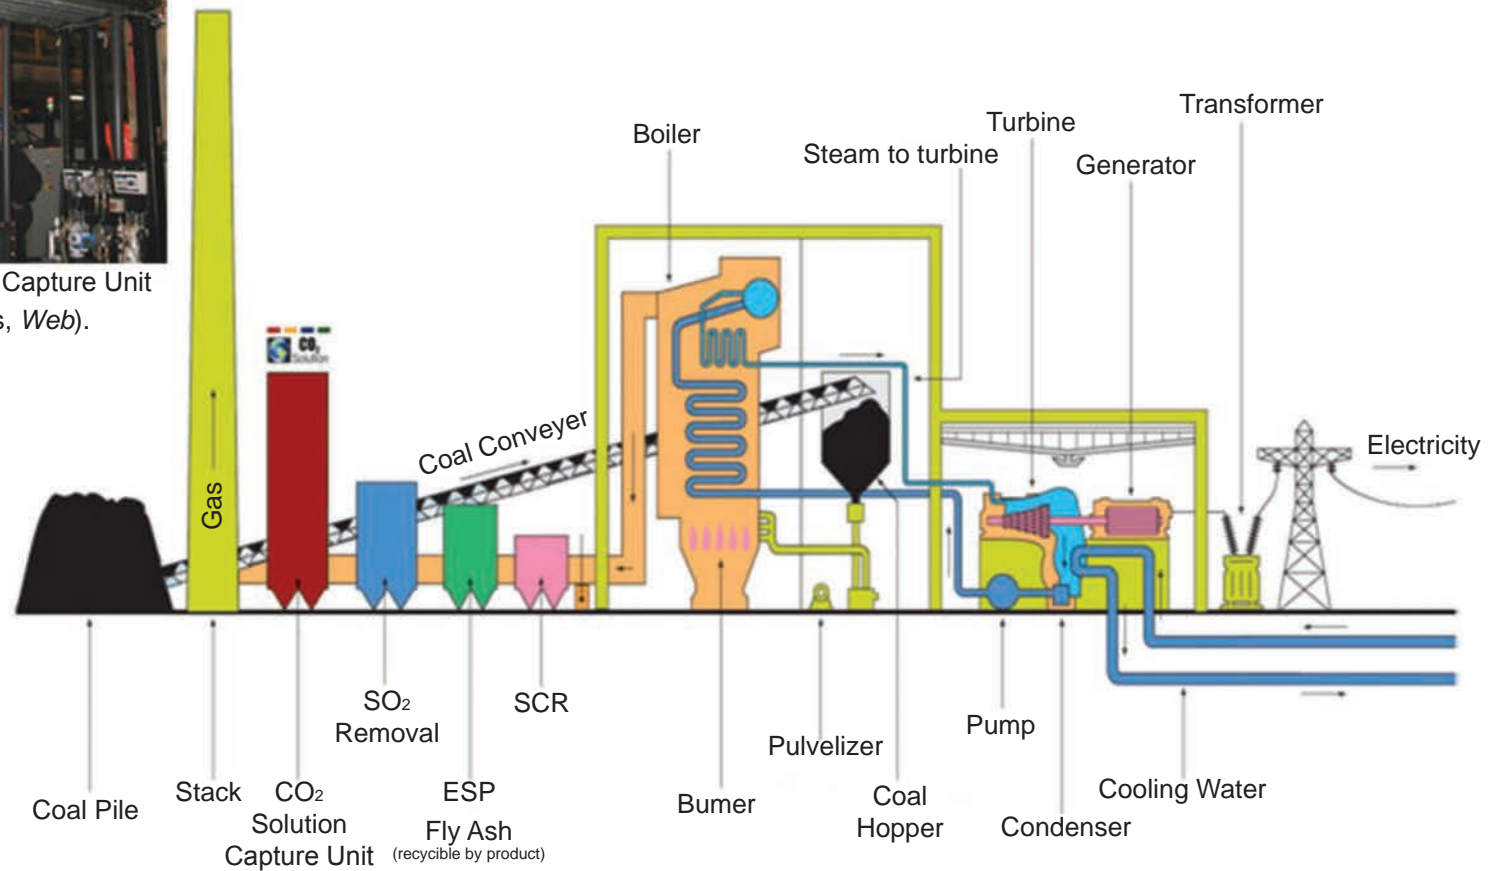 Capture Unit
s, Web).
Transformer
Turbine
Boiler
Steam to turbine
Generator
CO2
Solution
Coal Conveyer
Electricity
Gas
SO2
Removal
SCR
Pump
Pulvelizer
Cooling Water
Coal Pile
Stack
CO2
Solution
Capture Unit
ESP
Fly Ash
(recycible by product)
Bumer
Coal
Hopper
Condenser